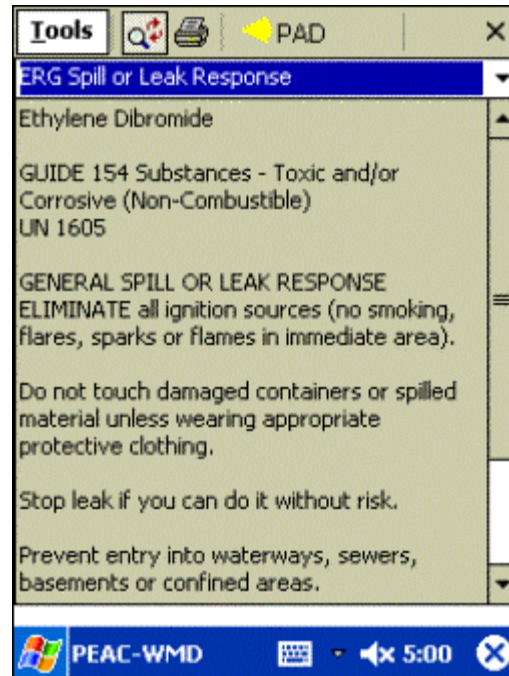 Tools PAD
ERG Spill or Leak Response
Ethylene Dibromide
GUIDE 154 Substances - Toxic and/or
Corrosive (Non-Combustible)
UN 1605
GENERAL SPILL OR LEAK RESPONSE
ELIMINATE all ignition sources (no smoking,
flares, sparks or flames in immediate area).
Do not touch damaged containers or spilled
material unless wearing appropriate
protective clothing.
Stop leak if you can do it without risk.
Prevent entry into waterways, sewers,
basements or confined areas.
PEAC-WMD 5:00